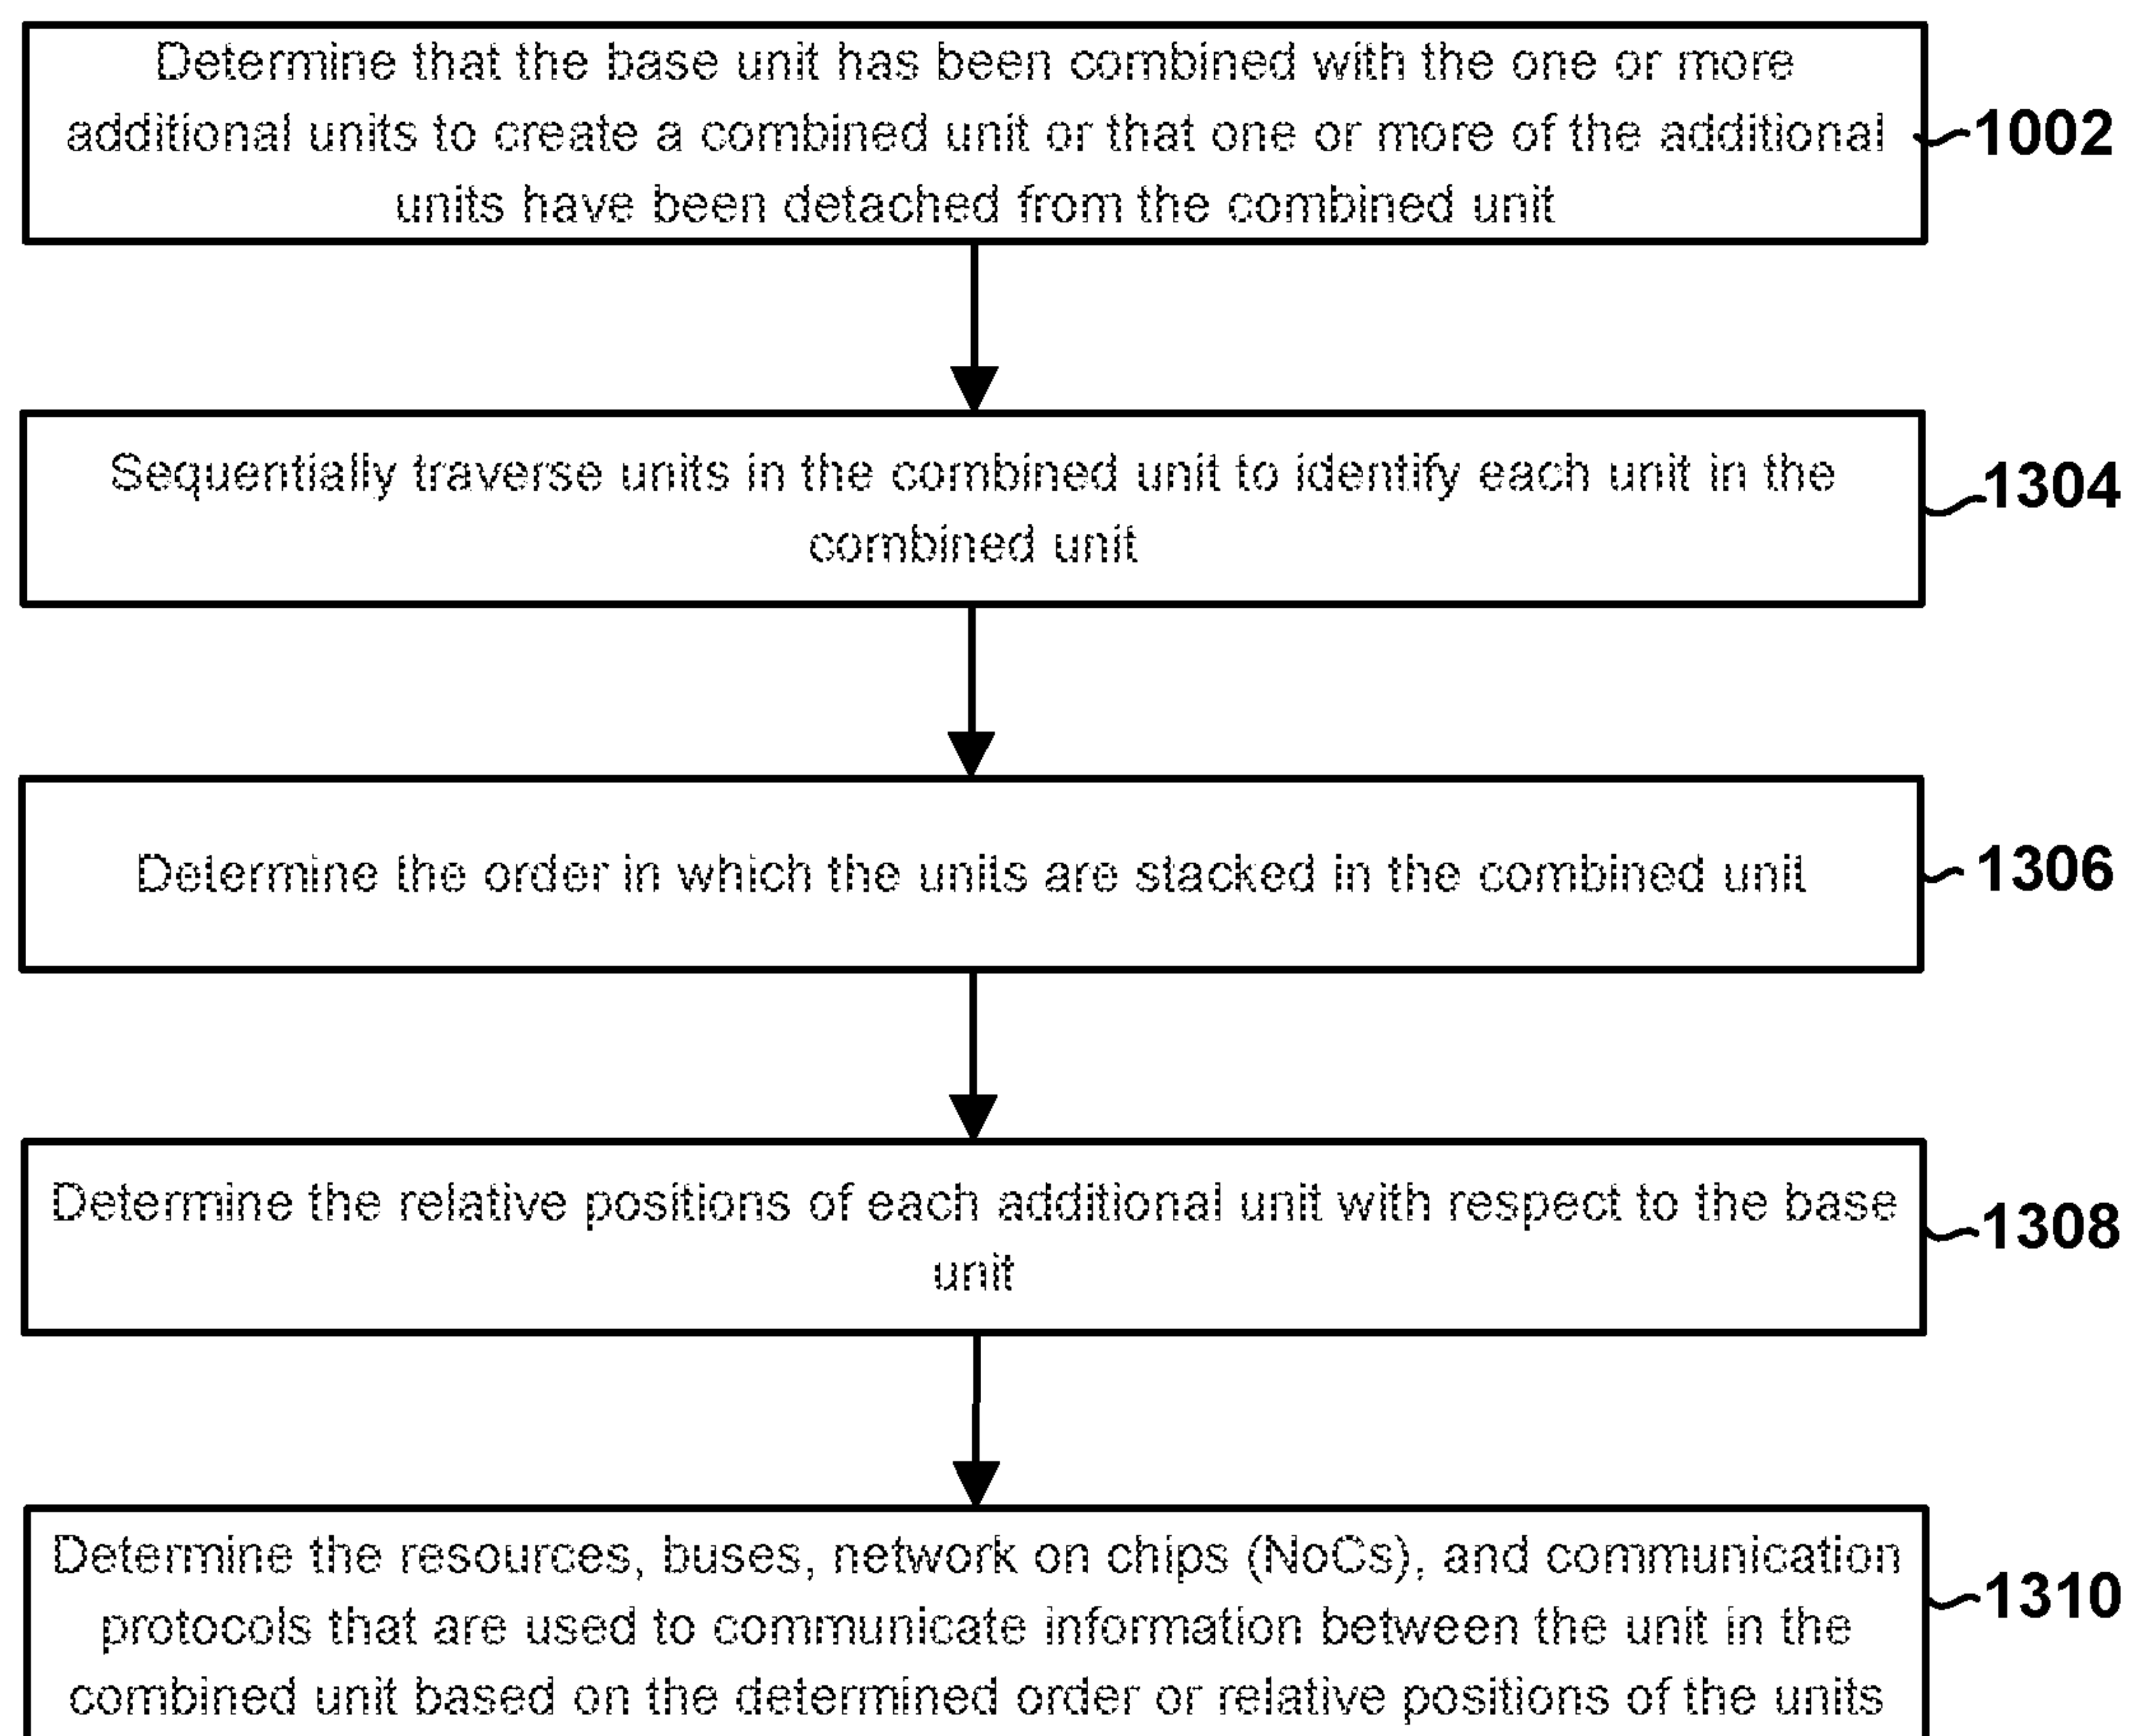 Determine that the base unit has been combined with the one or more
additional units to create a combined unit or that one or more of the additional
units have been detached from the combined unit
1002
Sequentially traverse units in the combined unit to identify each unit in the
combined unit
1304
Determine the order in which the units are stacked in the combined unit
1306
Determine the relative positions of each additional unit with respect to the base
unit
1308
Determine the resources, buses, network on chips (NoCs), and communication
protocols that are used to communicate information between the unit in the
combined unit based on the determined order or relative positions of the units
1310